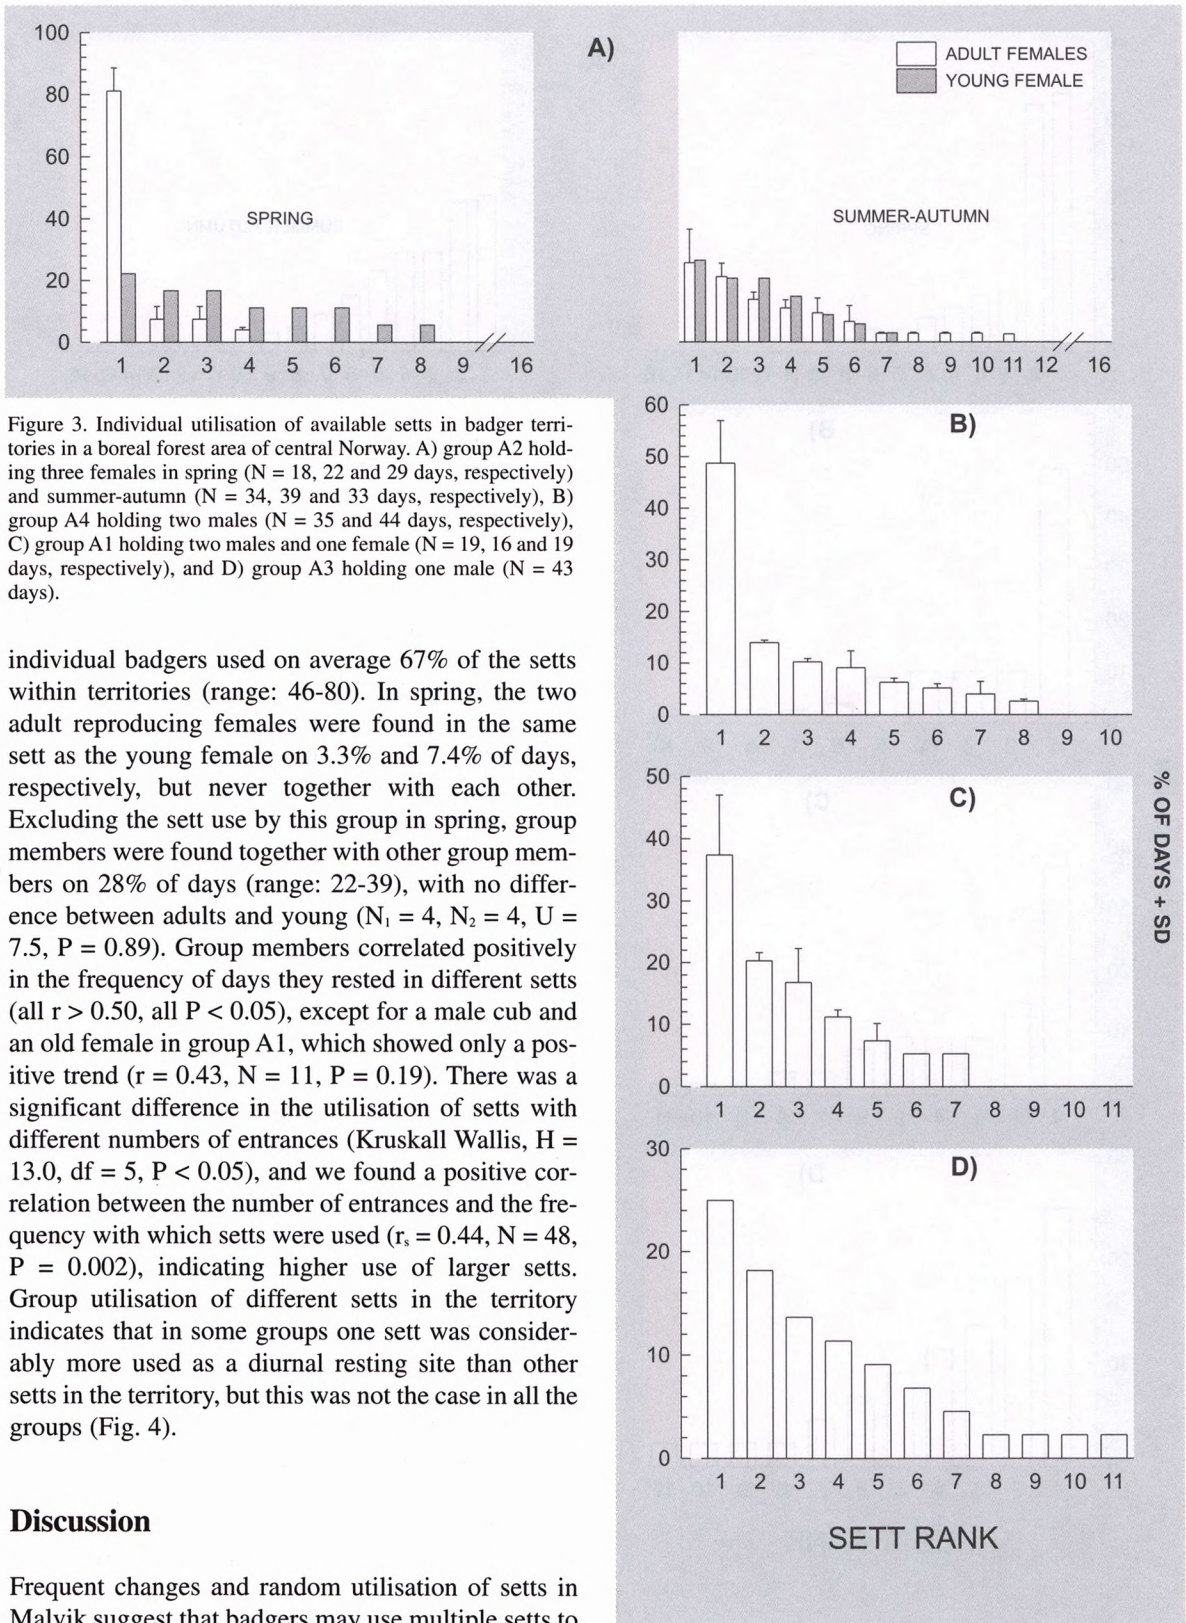 100
80
60
40
20
0
SPRING
1 2 3 4 5 6 7 8 9 16
A)
ADULT FEMALES
YOUNG FEMALE
SUMMER-AUTUMN
1 2 3 4 5 6 7 8 9 10 11 12 16
Figure 3. Individual utilisation of available setts in badger terri-
tories in a boreal forest area of central Norway. A) group A2 hold-
ing three females in spring (N = 18, 22 and 29 days, respectively)
and summer-autumn (N = 34, 39 and 33 days, respectively), B)
group A4 holding two males (N = 35 and 44 days, respectively),
C) group A1 holding two males and one female (N = 19, 16 and 19
days, respectively), and D) group A3 holding one male (N = 43
days).
individual badgers used on average 67% of the setts
within territories (range: 46-80). In spring, the two
adult reproducing females were found in the same
sett as the young female on 3.3% and 7.4% of days,
respectively, but never together with each other.
Excluding the sett use by this group in spring, group
members were found together with other group mem-
bers on 28% of days (range: 22-39), with no differ-
ence between adults and young (N₁ = 4, N₂ = 4, U =
7.5, P = 0.89). Group members correlated positively
in the frequency of days they rested in different setts
(all r > 0.50, all P < 0.05), except for a male cub and
an old female in group A1, which showed only a pos-
itive trend (r = 0.43, N = 11, P = 0.19). There was a
significant difference in the utilisation of setts with
different numbers of entrances (Kruskall Wallis, H =
13.0, df = 5, P < 0.05), and we found a positive cor-
relation between the number of entrances and the fre-
quency with which setts were used (rₛ = 0.44, N = 48,
P = 0.002), indicating higher use of larger setts.
Group utilisation of different setts in the territory
indicates that in some groups one sett was consider-
ably more used as a diurnal resting site than other
setts in the territory, but this was not the case in all the
groups (Fig. 4).
Discussion
Frequent changes and random utilisation of setts in
Malvik suggest that badgers may use multiple setts to
60
50
40
30
20
10
0
B)
1 2 3 4 5 6 7 8 9 10
50
40
30
20
10
0
C)
1 2 3 4 5 6 7 8 9 10 11
30
20
10
0
D)
1 2 3 4 5 6 7 8 9 10 11
SETT RANK
% OF DAYS + SD